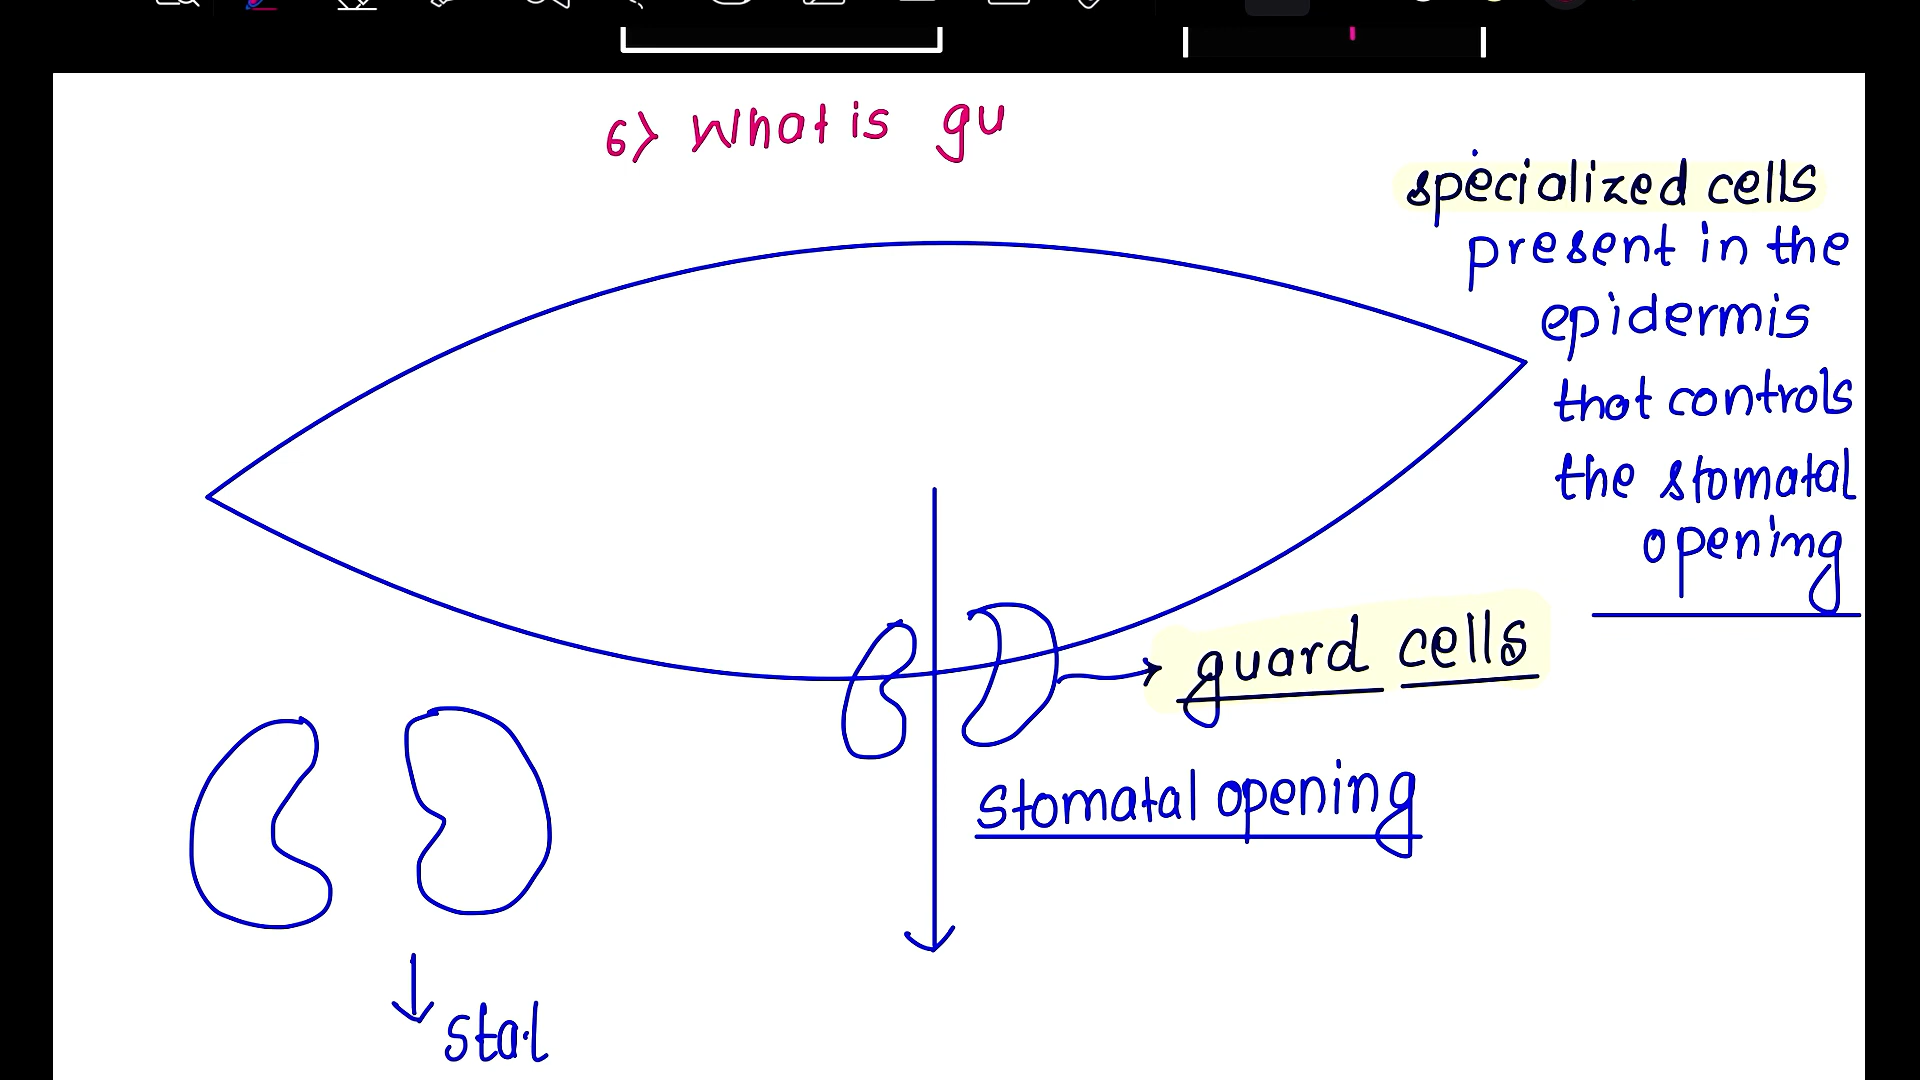 6) What is gu
specialized cells
present in the
epidermis
that controls
the stomatal
opening
guard cells
Stomatal opening
stal